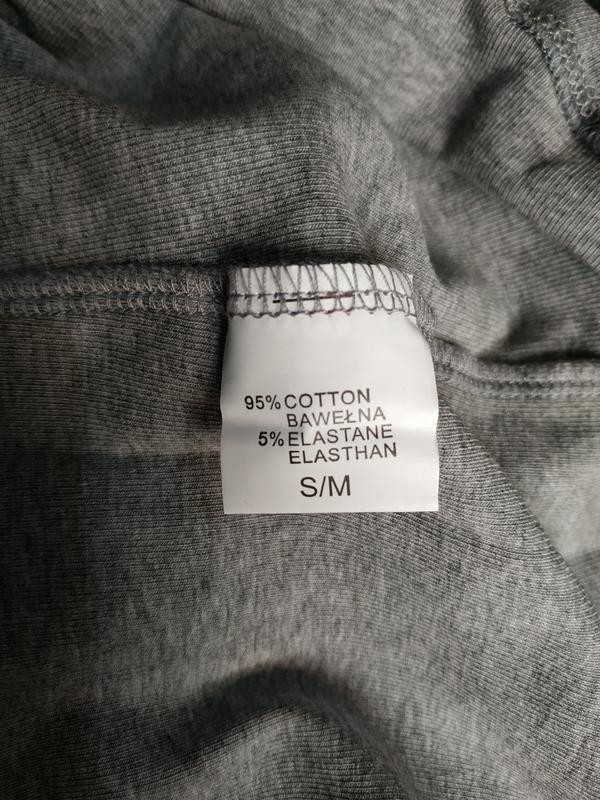 95% COTTON
BAWEŁNA
5% ELASTANE
ELASTHAN
S/M